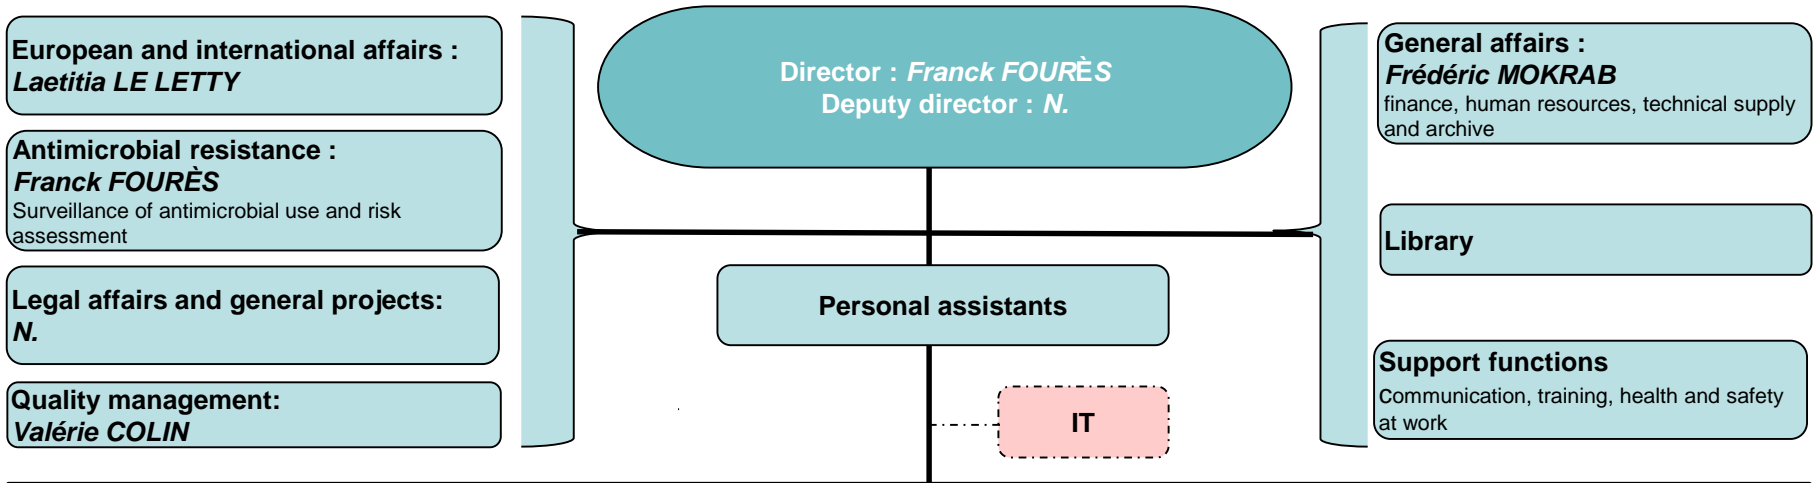 European and international affairs :
Laetitia LE LETTY
Antimicrobial resistance :
Franck FOURÈS
Surveillance of antimicrobial use and risk
assessment
Legal affairs and general projects:
N.
Quality management:
Valérie COLIN
Director : Franck FOURÈS
Deputy director : N.
Personal assistants
IT
General affairs :
Frédéric MOKRAB
finance, human resources, technical supply
and archive
Library
Support functions
Communication, training, health and safety
at work